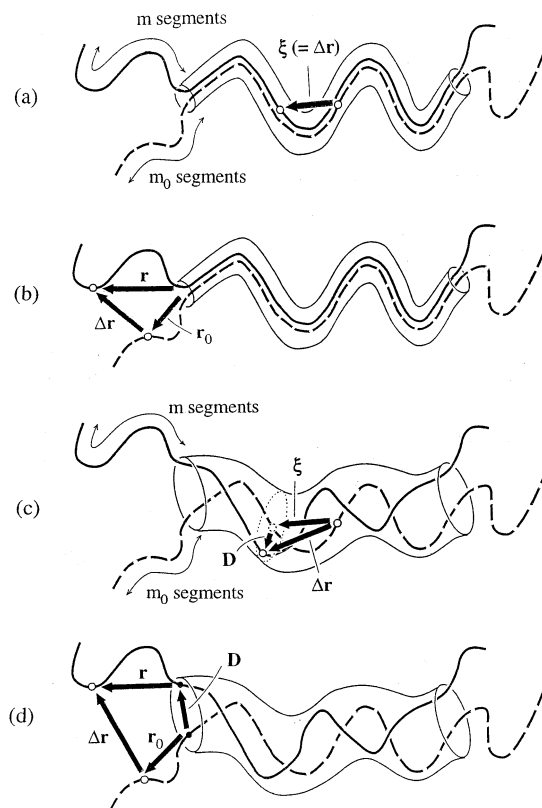 m segments
ξ (= Δr)
(a)
m₀ segments
(b)
r
Δr
r₀
m segments
ξ
(c)
D
Δr
m₀ segments
D
r
(d)
Δr
r₀